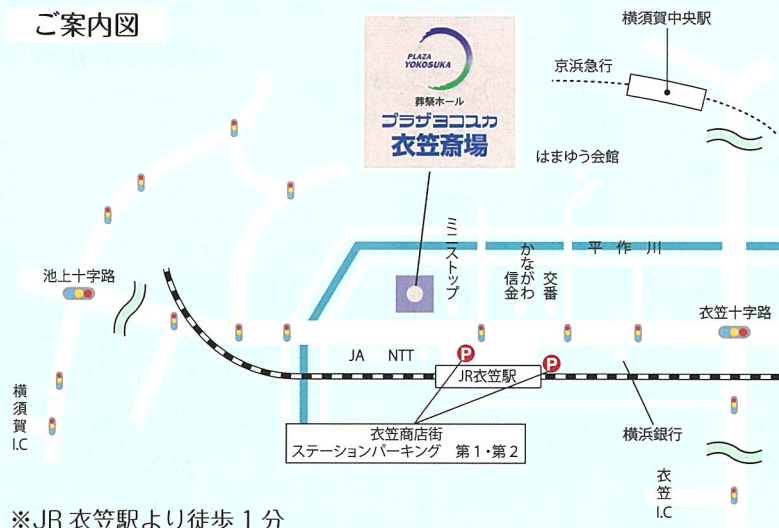 ご案内図
横須賀中央駅
京浜急行
PLAZA
YOKOSUKA
葬祭ホール
プラザヨコスカ
衣笠斎場
はまゆう会館
ミニストップ
かながわ
信金
交番
平作川
池上十字路
衣笠十字路
JA
NTT
P
P
JR衣笠駅
横須賀
I.C
衣笠商店街
ステーションパーキング 第1・第2
横浜銀行
衣笠
I.C
※JR 衣笠駅より徒歩 1 分